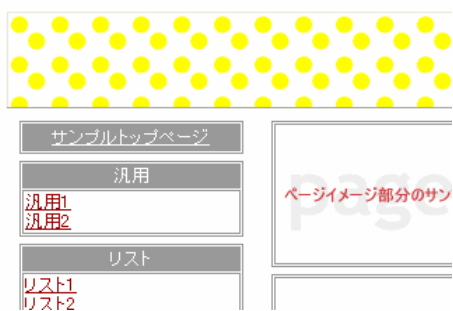 サンプルトップページ
汎用
汎用1
汎用2
リスト
リスト1
リスト2
page
ページイメージ部分のサン